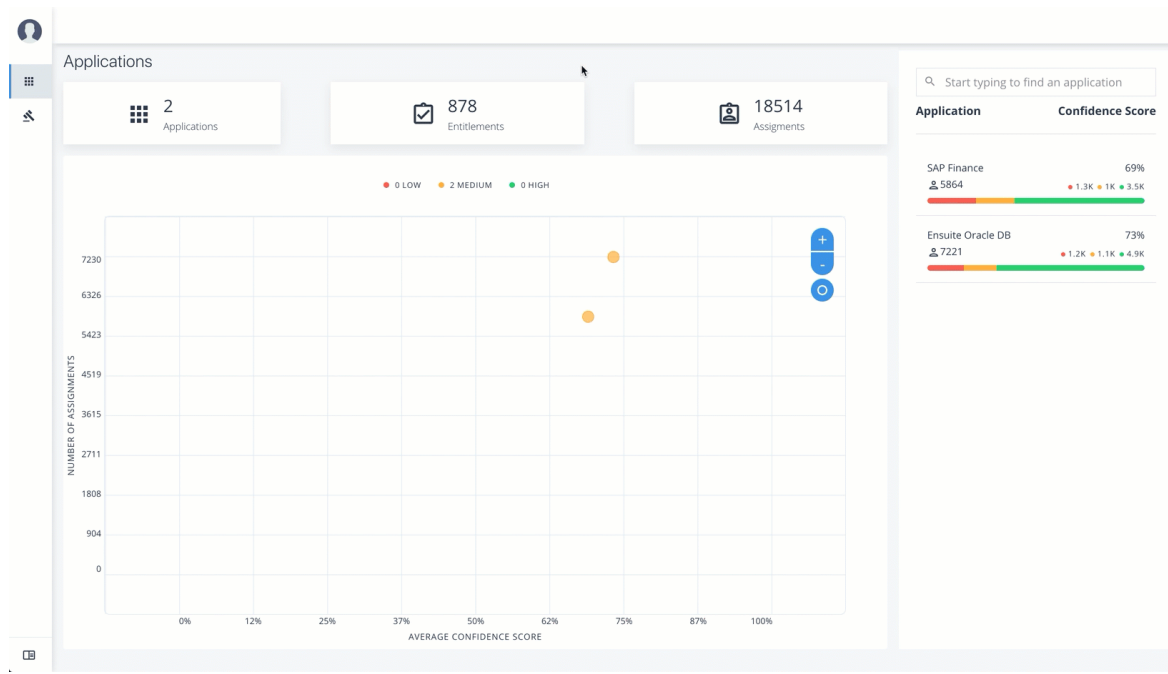 Applications
2
Applications
878
Entitlements
18514
Assigments
0 LOW 2 MEDIUM 0 HIGH
+
-
7230
6326
5423
4519
3615
2711
1808
904
0
NUMBER OF ASSIGNMENTS
0% 12% 25% 37% 50% 62% 75% 87% 100%
AVERAGE CONFIDENCE SCORE
Start typing to find an application
Application Confidence Score
SAP Finance 69%
5864 1.3K 1K 3.5K
Ensuite Oracle DB 73%
7221 1.2K 1.1K 4.9K